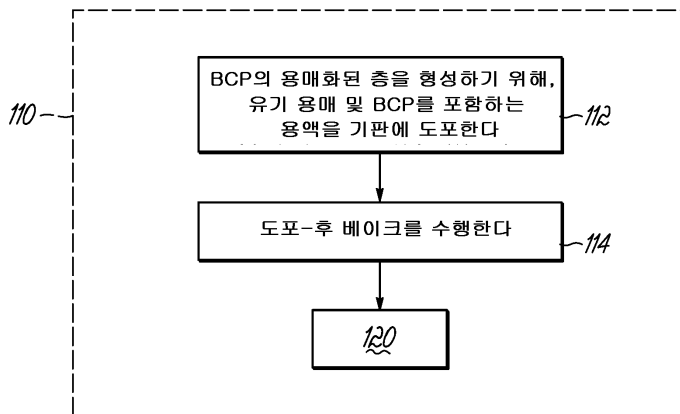 BCP의 용매화된 층을 형성하기 위해,
유기 용매 및 BCP를 포함하는
용액을 기판에 도포한다
110
112
도포-후 베이크를 수행한다
114
120